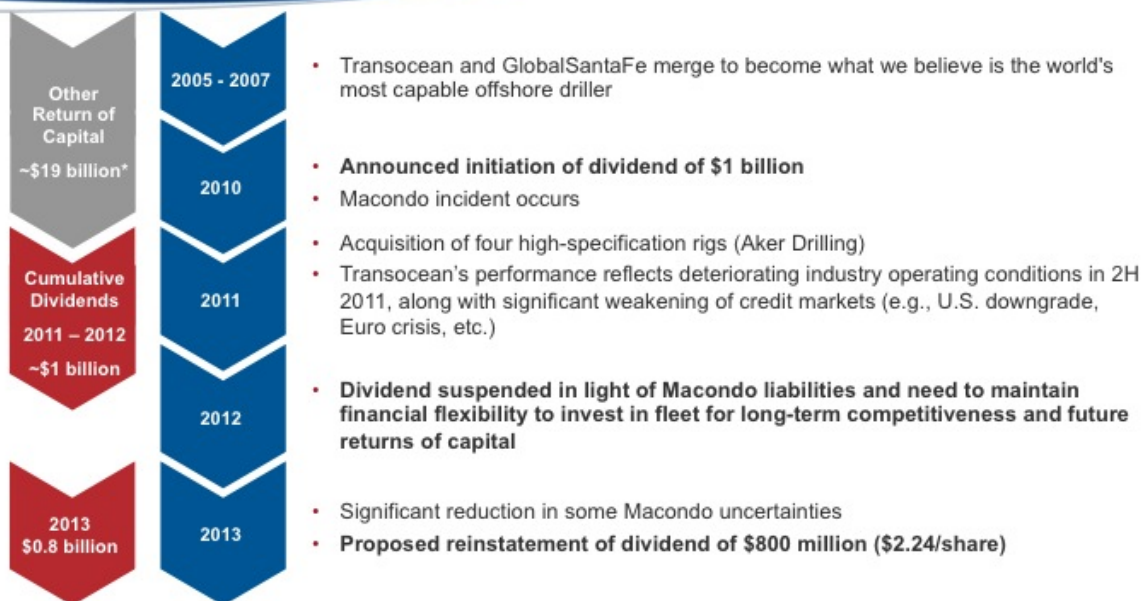 Other
Return of
Capital
~$19 billion*
Cumulative
Dividends
2011 – 2012
~$1 billion
2013
$0.8 billion
2005 - 2007
• Transocean and GlobalSantaFe merge to become what we believe is the world's
most capable offshore driller
2010
• Announced initiation of dividend of $1 billion
• Macondo incident occurs
2011
• Acquisition of four high-specification rigs (Aker Drilling)
• Transocean's performance reflects deteriorating industry operating conditions in 2H
2011, along with significant weakening of credit markets (e.g., U.S. downgrade,
Euro crisis, etc.)
2012
• Dividend suspended in light of Macondo liabilities and need to maintain
financial flexibility to invest in fleet for long-term competitiveness and future
returns of capital
2013
• Significant reduction in some Macondo uncertainties
• Proposed reinstatement of dividend of $800 million ($2.24/share)